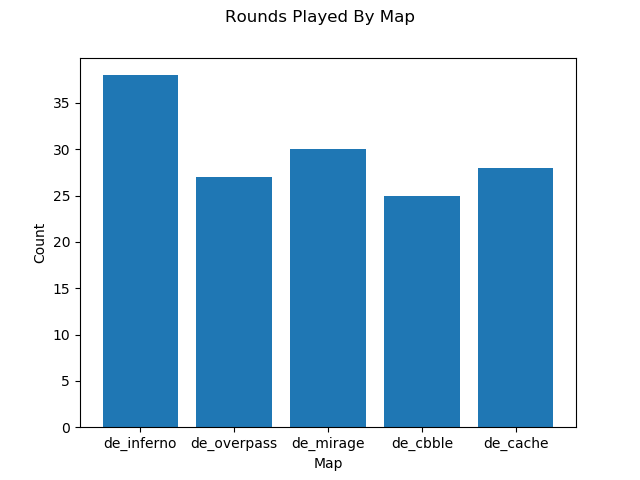 Rounds Played By Map
Count
35
30
25
20
15
10
5
0
de_inferno de_overpass de_mirage de_cbble de_cache
Map